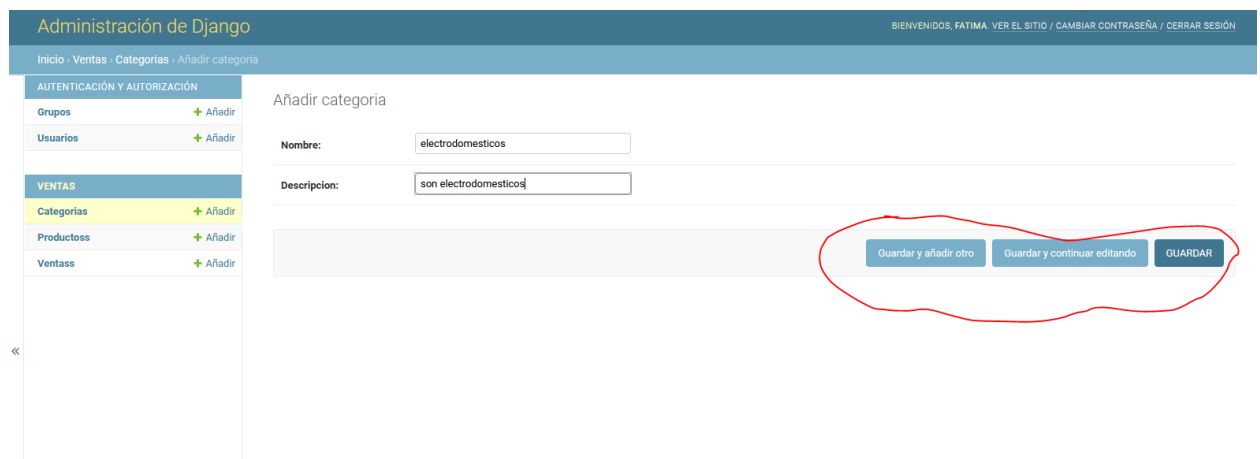 Administración de Django
BIENVENIDOS, FATIMA. VER EL SITIO / CAMBIAR CONTRASEÑA / CERRAR SESIÓN
Inicio › Ventas › Categorias › Añadir categoria
AUTENTICACIÓN Y AUTORIZACIÓN
Grupos + Añadir
Usuarios + Añadir
VENTAS
Categorias + Añadir
Productoss + Añadir
Ventass + Añadir
«
Añadir categoria
Nombre: electrodomesticos
Descripcion: son electrodomesticos
Guardar y añadir otro Guardar y continuar editando GUARDAR